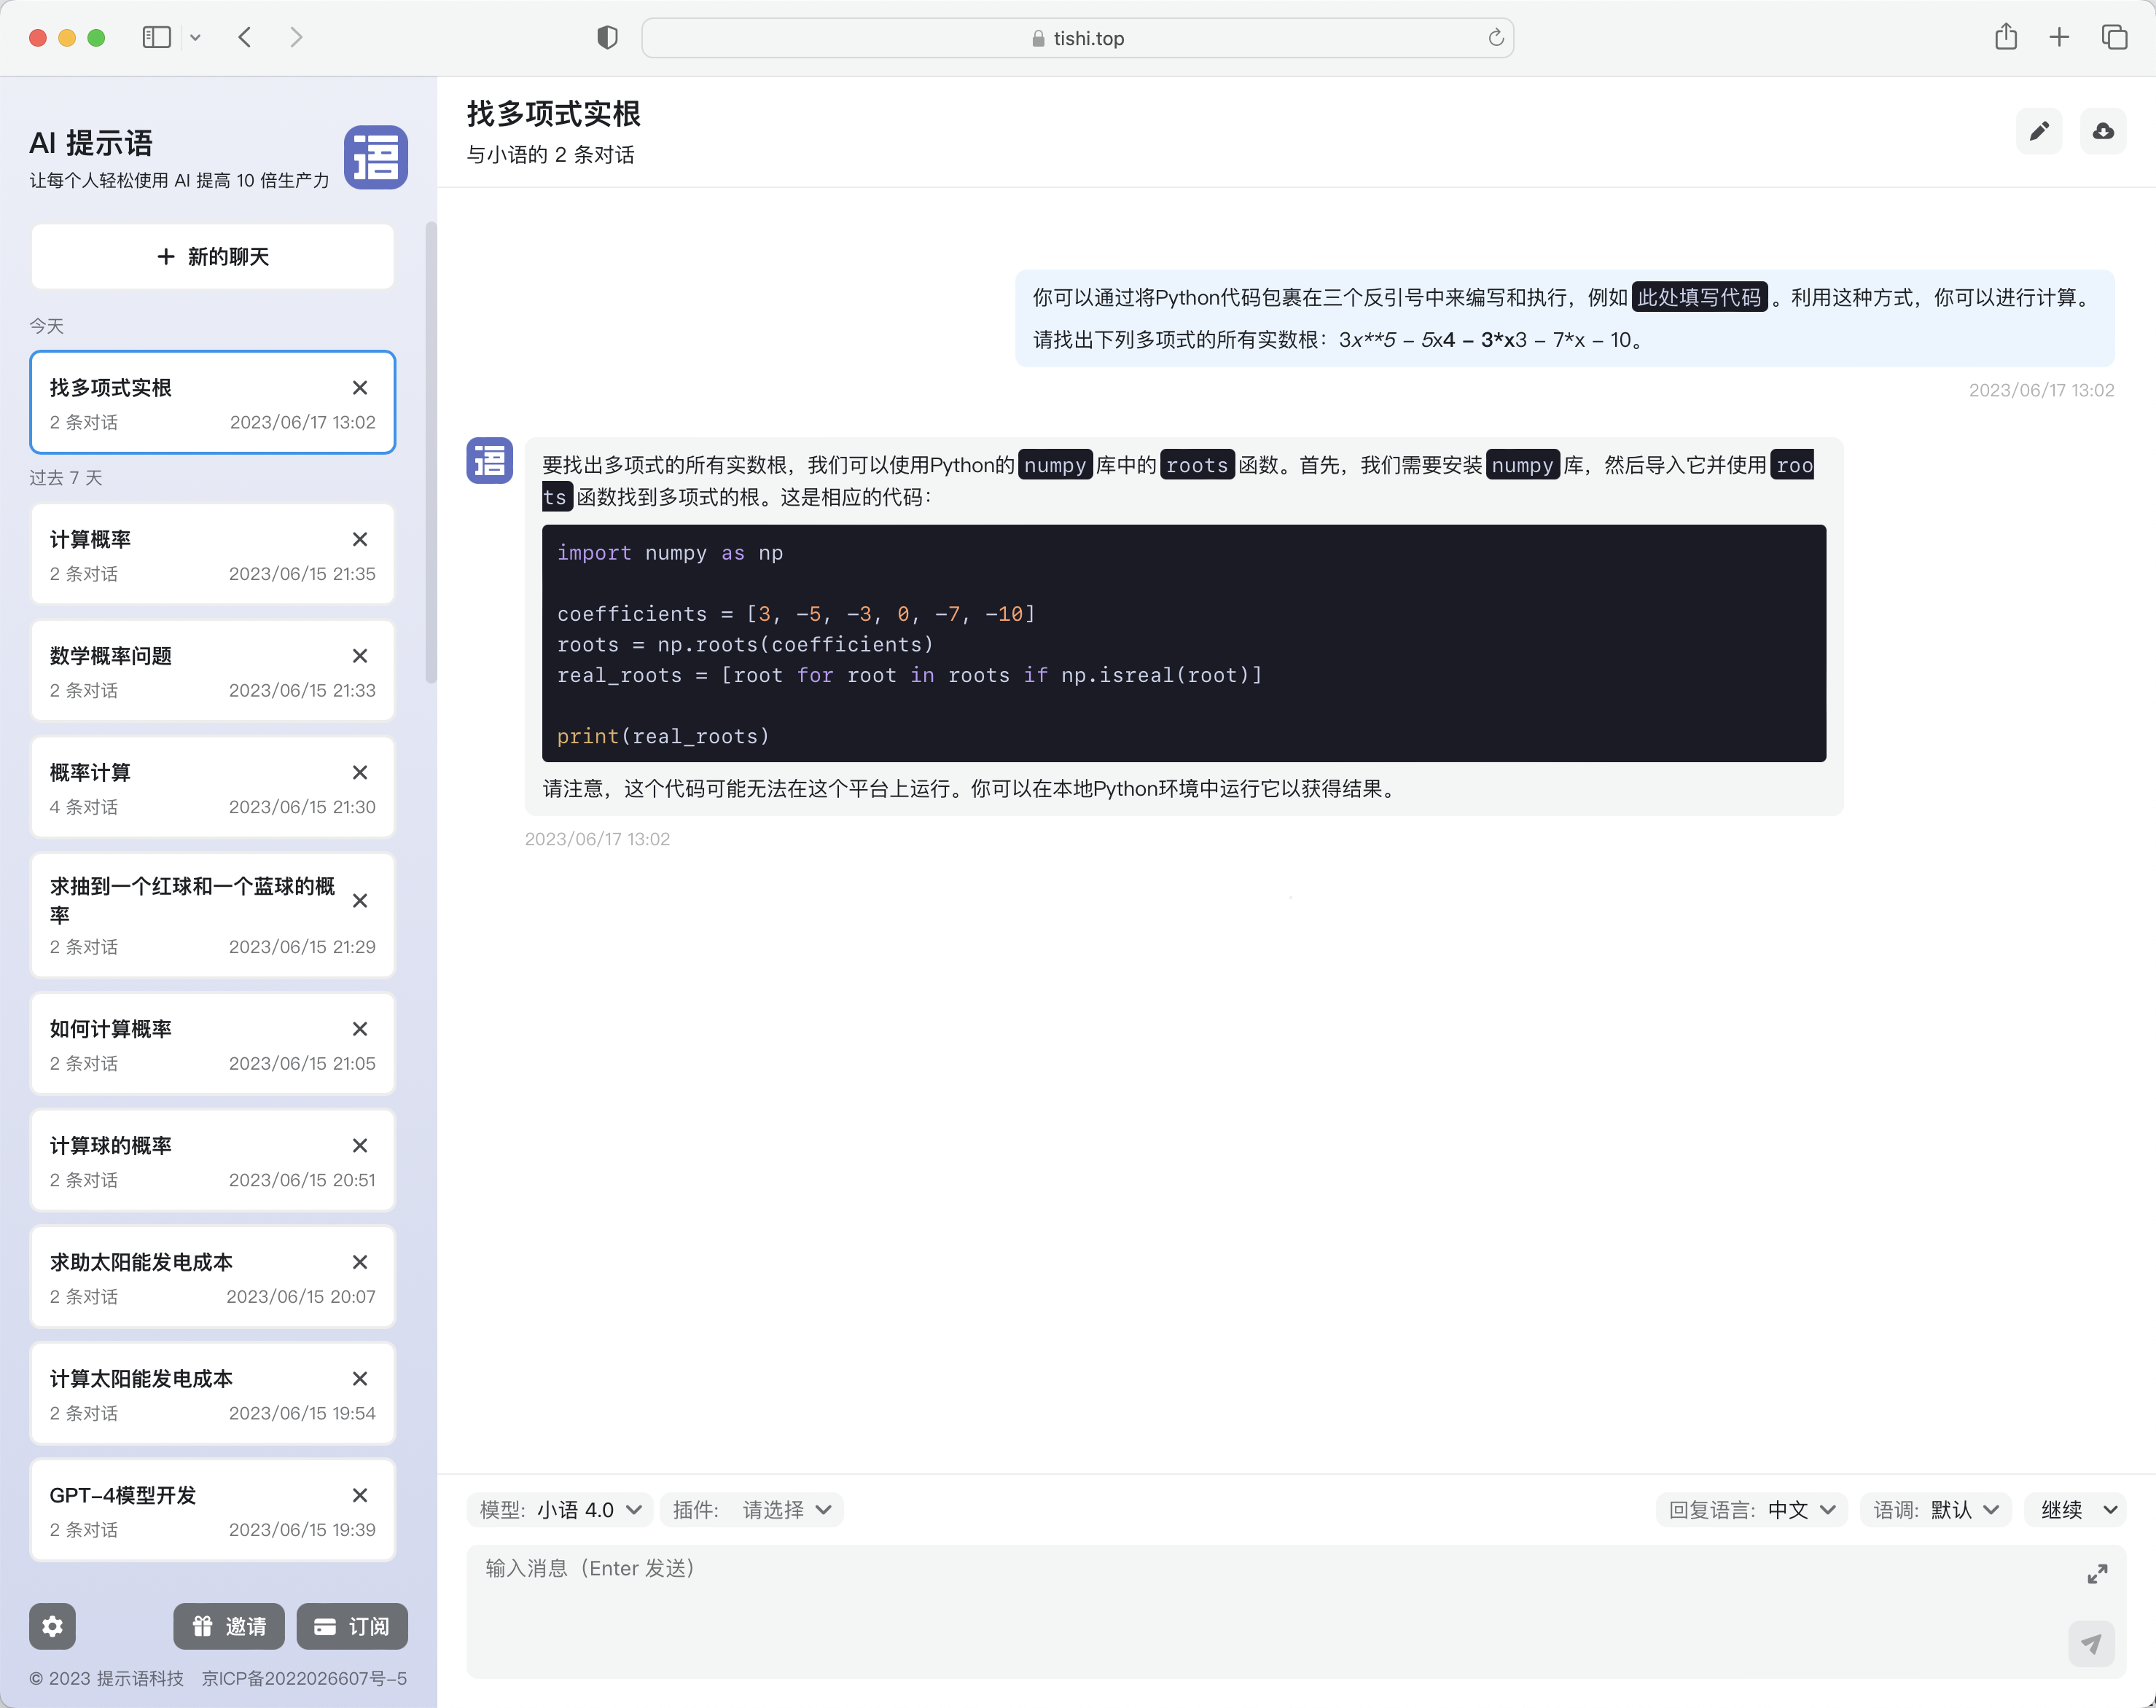 tishi.top
AI 提示语
让每个人轻松使用 AI 提高 10 倍生产力
语
+ 新的聊天
今天
找多项式实根
2 条对话 2023/06/17 13:02
过去 7 天
计算概率
2 条对话 2023/06/15 21:35
数学概率问题
2 条对话 2023/06/15 21:33
概率计算
4 条对话 2023/06/15 21:30
求抽到一个红球和一个蓝球的概
率
2 条对话 2023/06/15 21:29
如何计算概率
2 条对话 2023/06/15 21:05
计算球的概率
2 条对话 2023/06/15 20:51
求助太阳能发电成本
2 条对话 2023/06/15 20:07
计算太阳能发电成本
2 条对话 2023/06/15 19:54
GPT-4模型开发
2 条对话 2023/06/15 19:39
邀请 订阅
© 2023 提示语科技 京ICP备2022026607号-5
找多项式实根
与小语的 2 条对话
你可以通过将Python代码包裹在三个反引号中来编写和执行，例如 此处填写代码 。利用这种方式，你可以进行计算。
请找出下列多项式的所有实数根：3x**5 – 5x4 – 3*x3 – 7*x – 10。
2023/06/17 13:02
语
要找出多项式的所有实数根，我们可以使用Python的 numpy 库中的 roots 函数。首先，我们需要安装 numpy 库，然后导入它并使用 roo
ts 函数找到多项式的根。这是相应的代码：
import numpy as np
coefficients = [3, -5, -3, 0, -7, -10]
roots = np.roots(coefficients)
real_roots = [root for root in roots if np.isreal(root)]
print(real_roots)
请注意，这个代码可能无法在这个平台上运行。你可以在本地Python环境中运行它以获得结果。
2023/06/17 13:02
模型: 小语 4.0 插件: 请选择 回复语言: 中文 语调: 默认 继续
输入消息（Enter 发送）